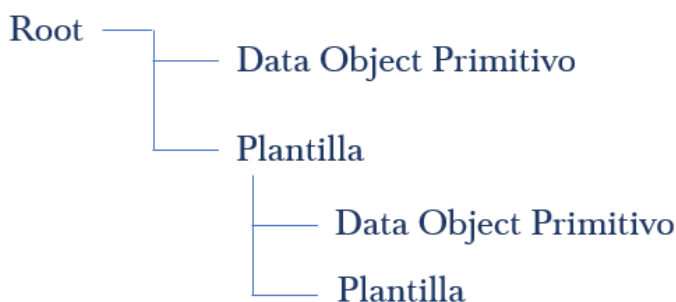 Root
Data Object Primitivo
Plantilla
Data Object Primitivo
Plantilla